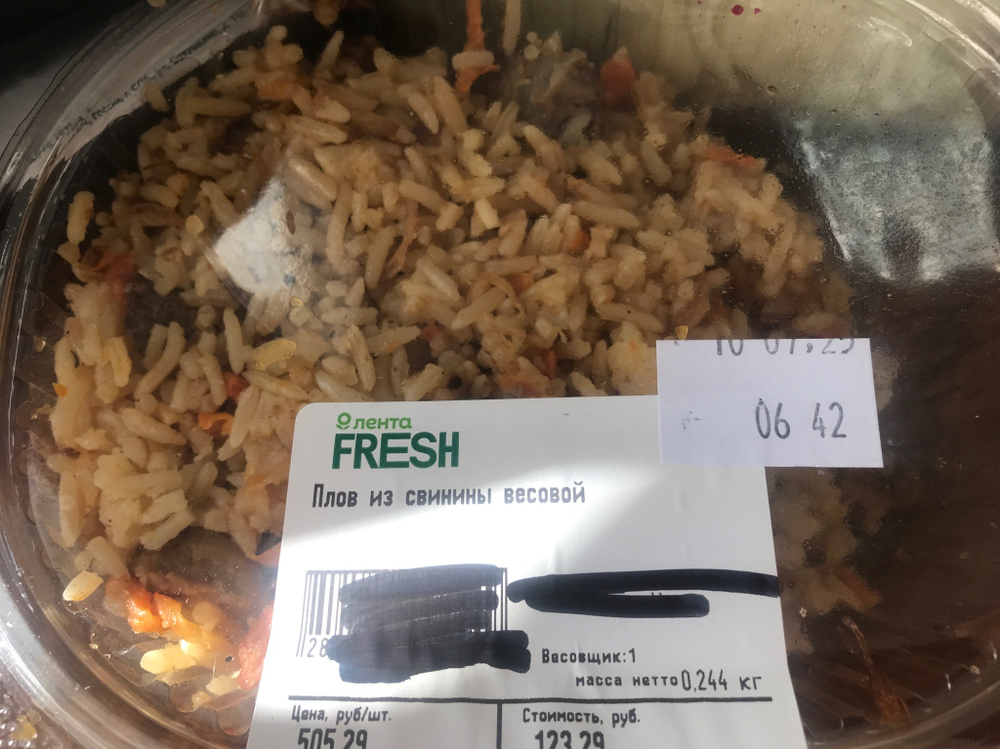 06 42
лента
FRESH
Плов из свинины весовой
28
Весовщик:1
масса нетто 0,244 кг
Цена, руб/шт.
Стоимость, руб.
505,29
123,29